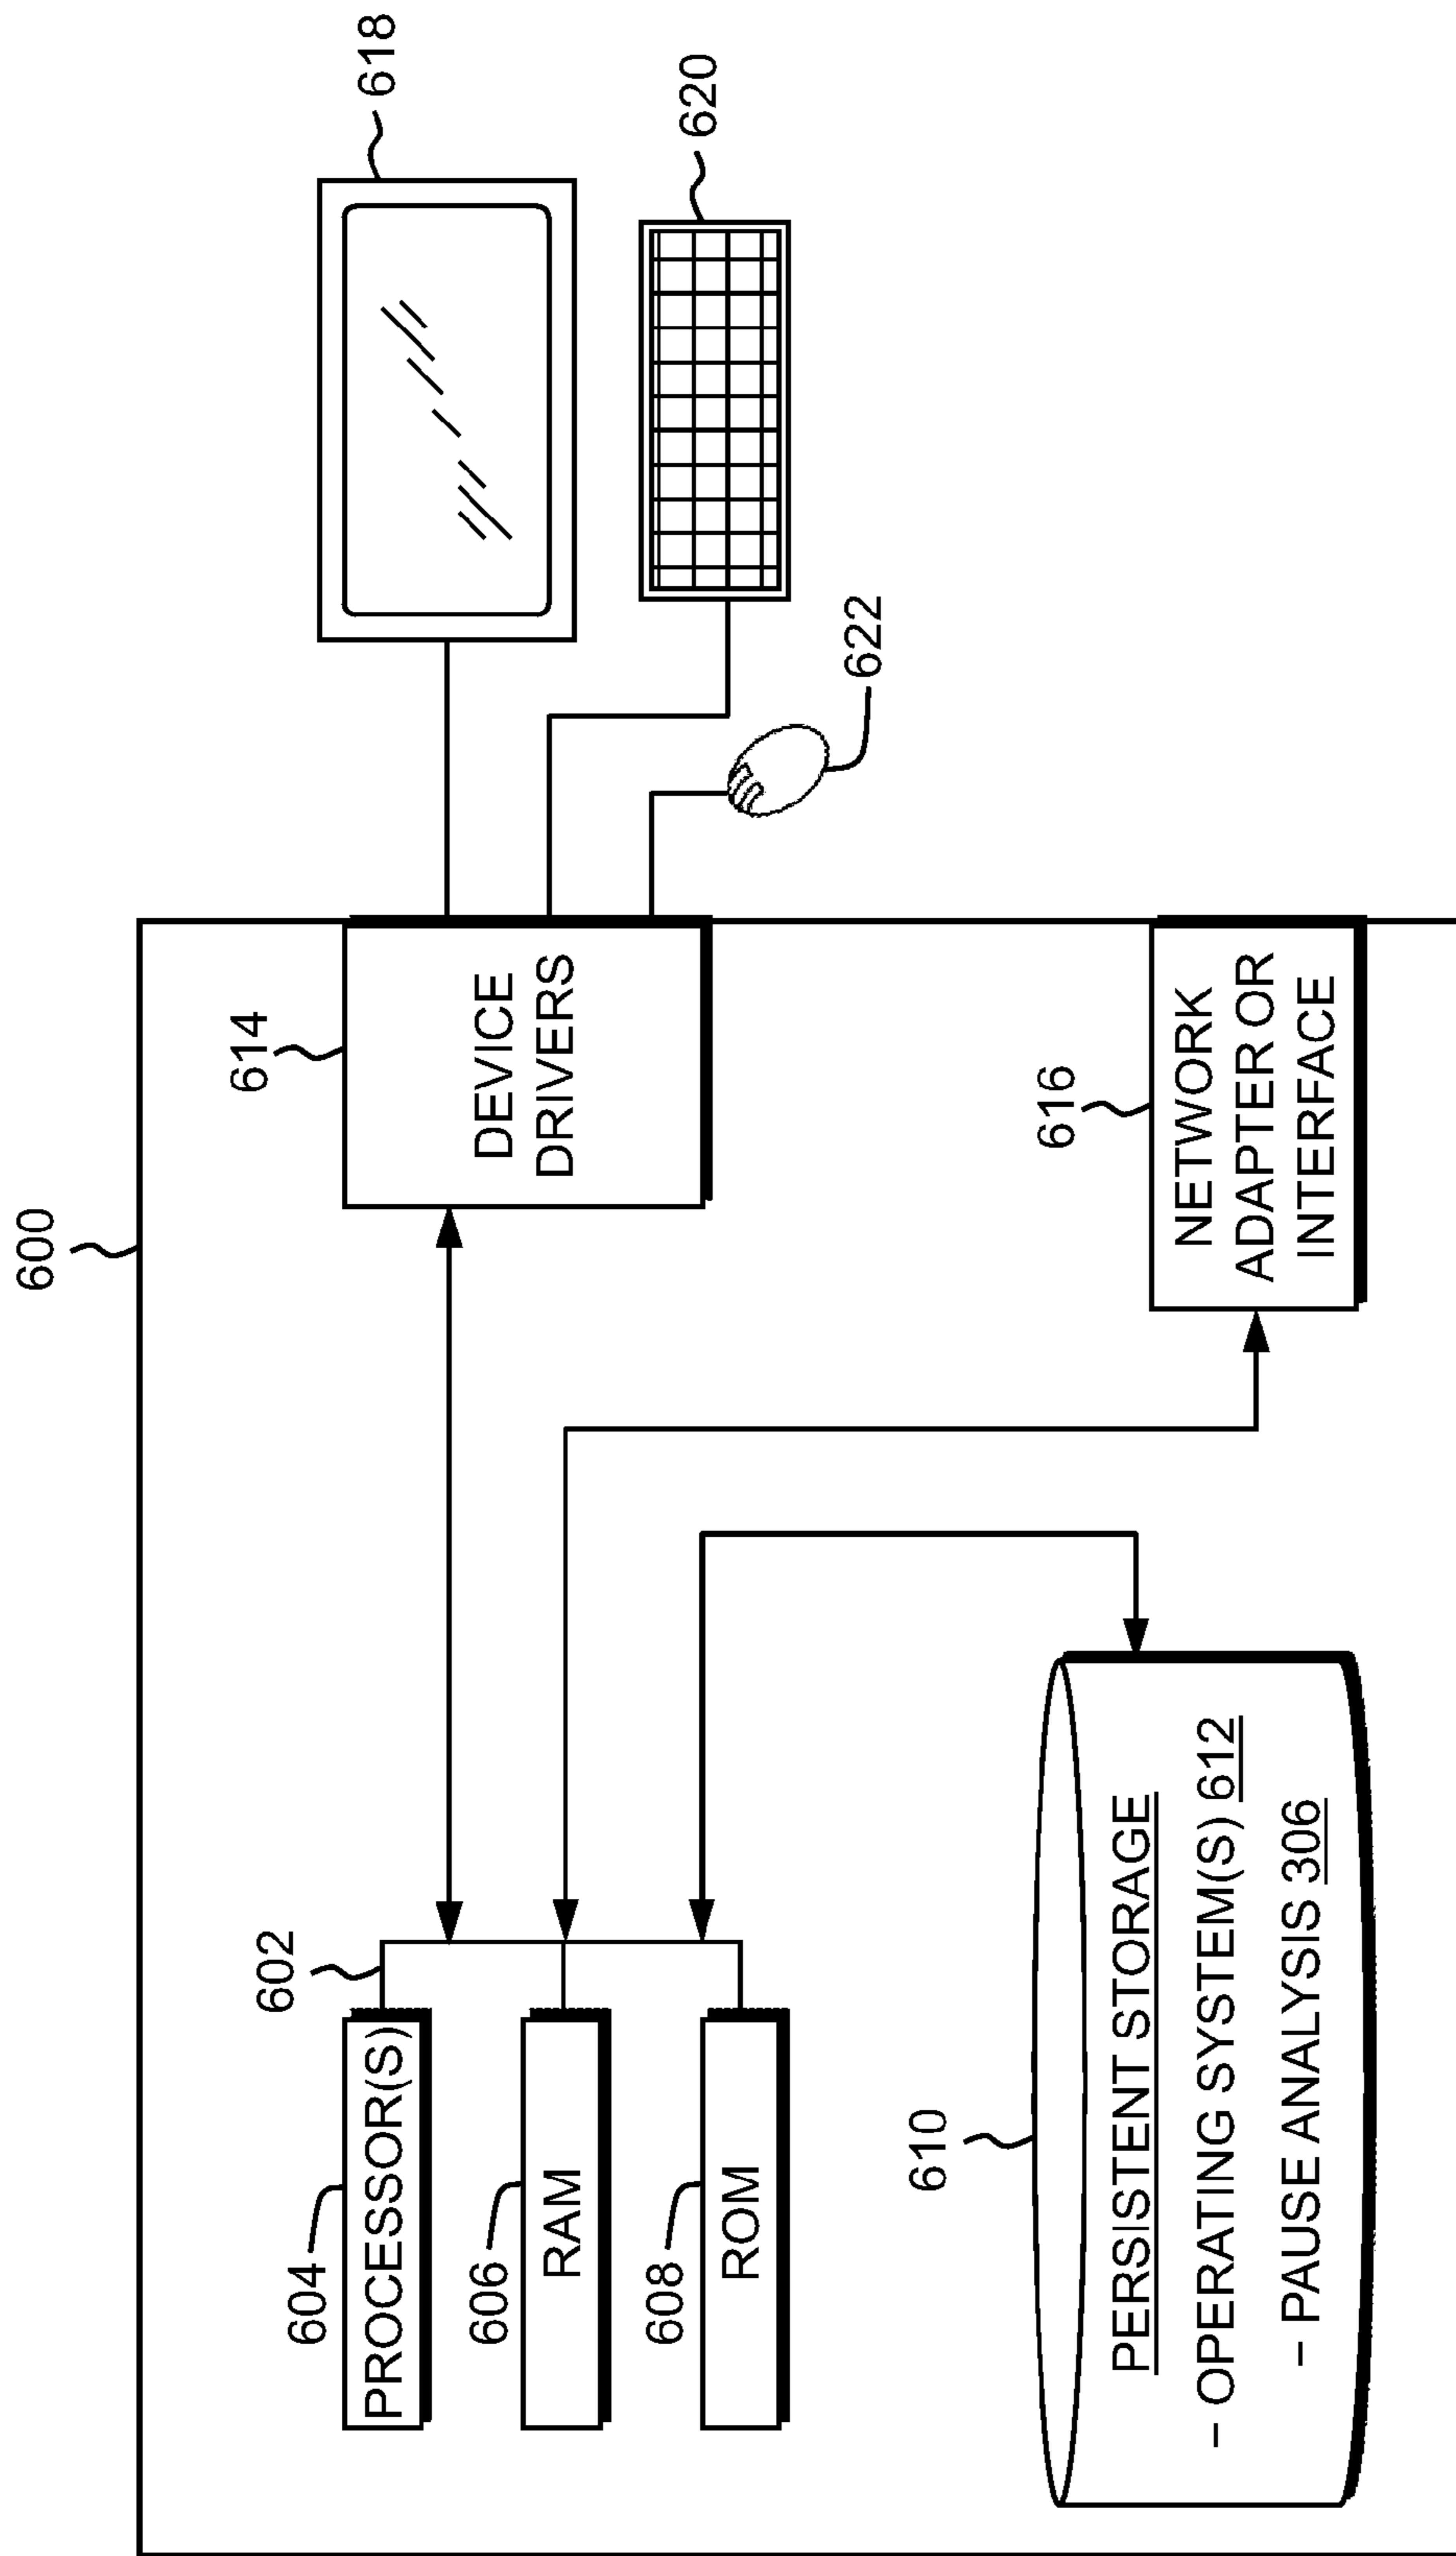 600
602
604
PROCESSOR(S)
606
RAM
608
ROM
614
DEVICE
DRIVERS
618
620
622
610
PERSISTENT STORAGE
– OPERATING SYSTEM(S) 612
– PAUSE ANALYSIS 306
616
NETWORK
ADAPTER OR
INTERFACE